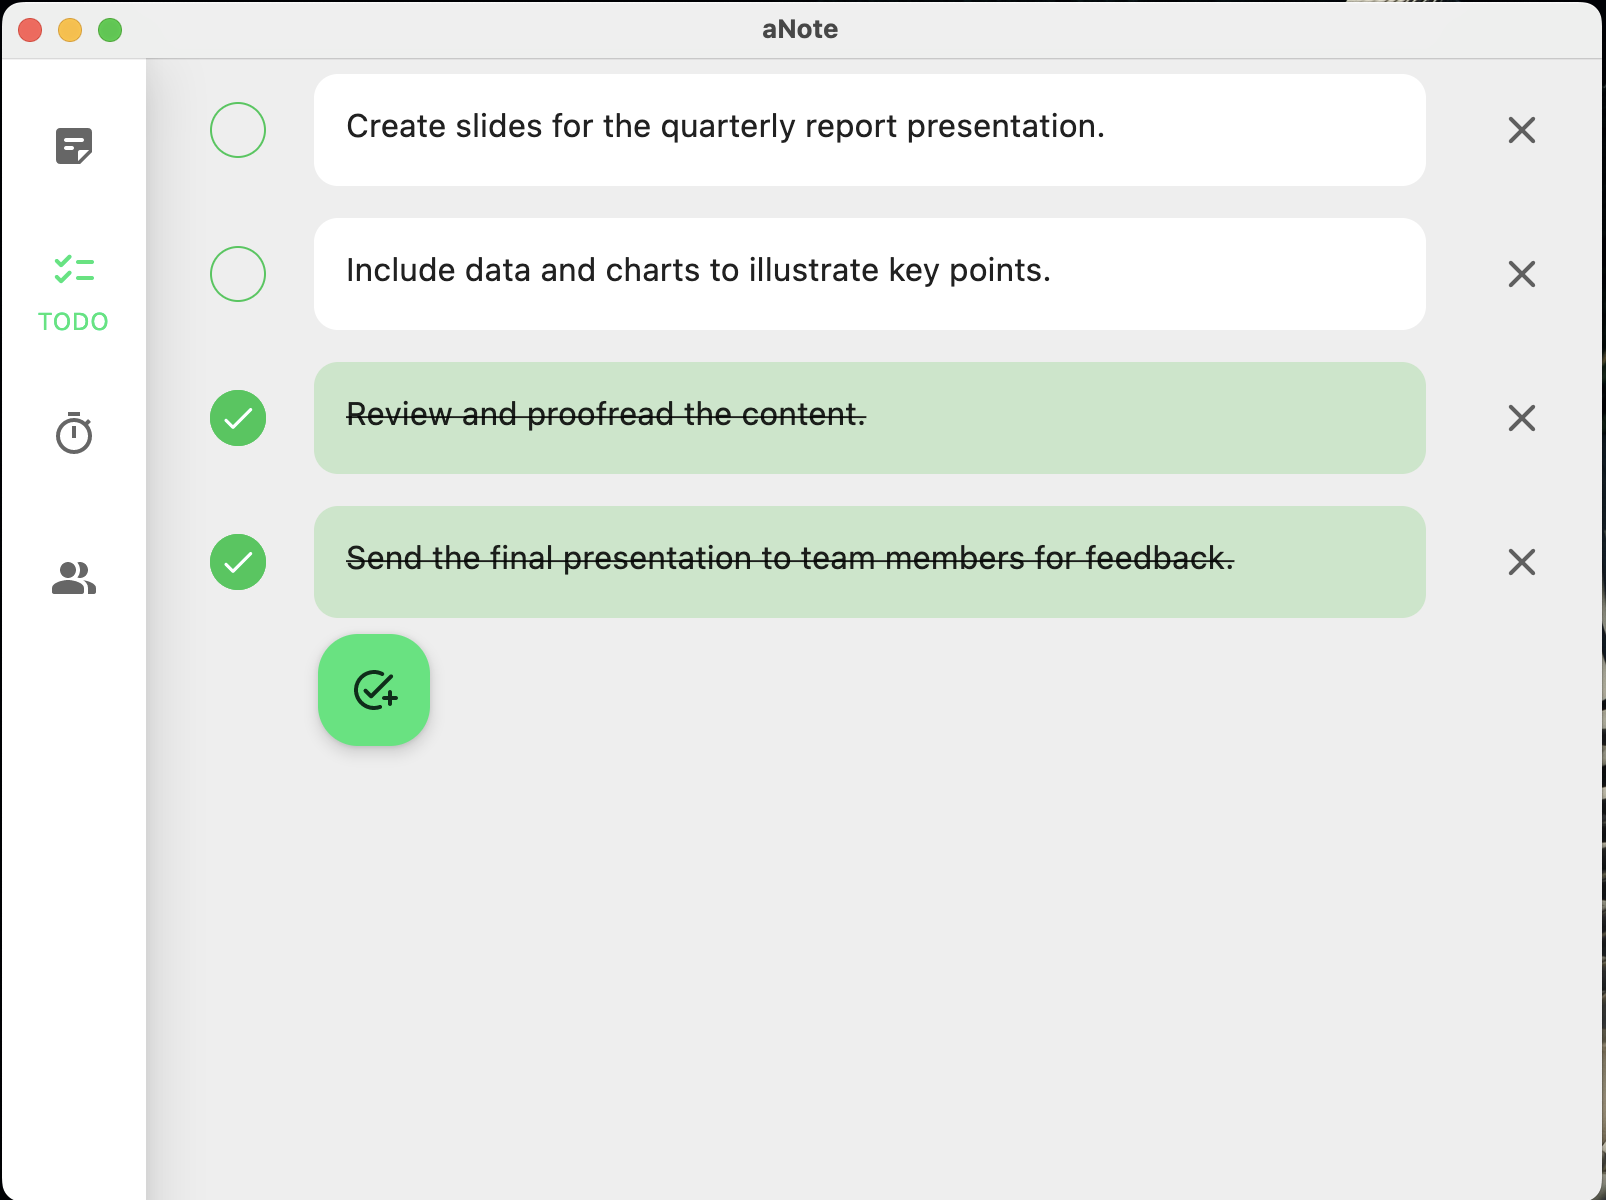 aNote
Create slides for the quarterly report presentation.
Include data and charts to illustrate key points.
TODO
Review and proofread the content.
Send the final presentation to team members for feedback.